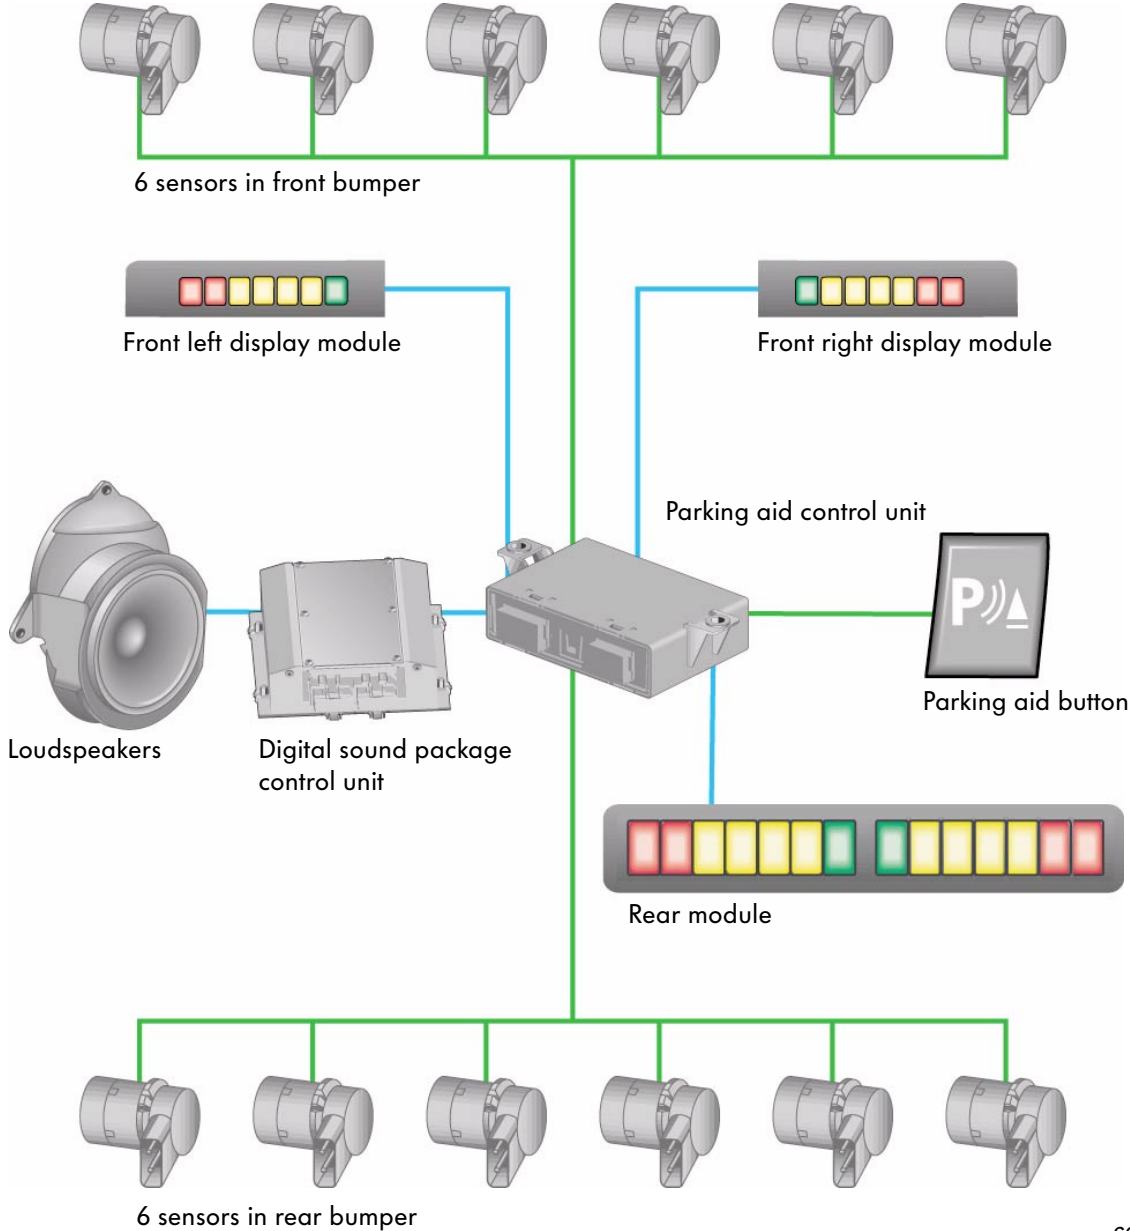 6 sensors in front bumper
Front left display module
Front right display module
Parking aid control unit
P
Parking aid button
Loudspeakers
Digital sound package
control unit
Rear module
6 sensors in rear bumper